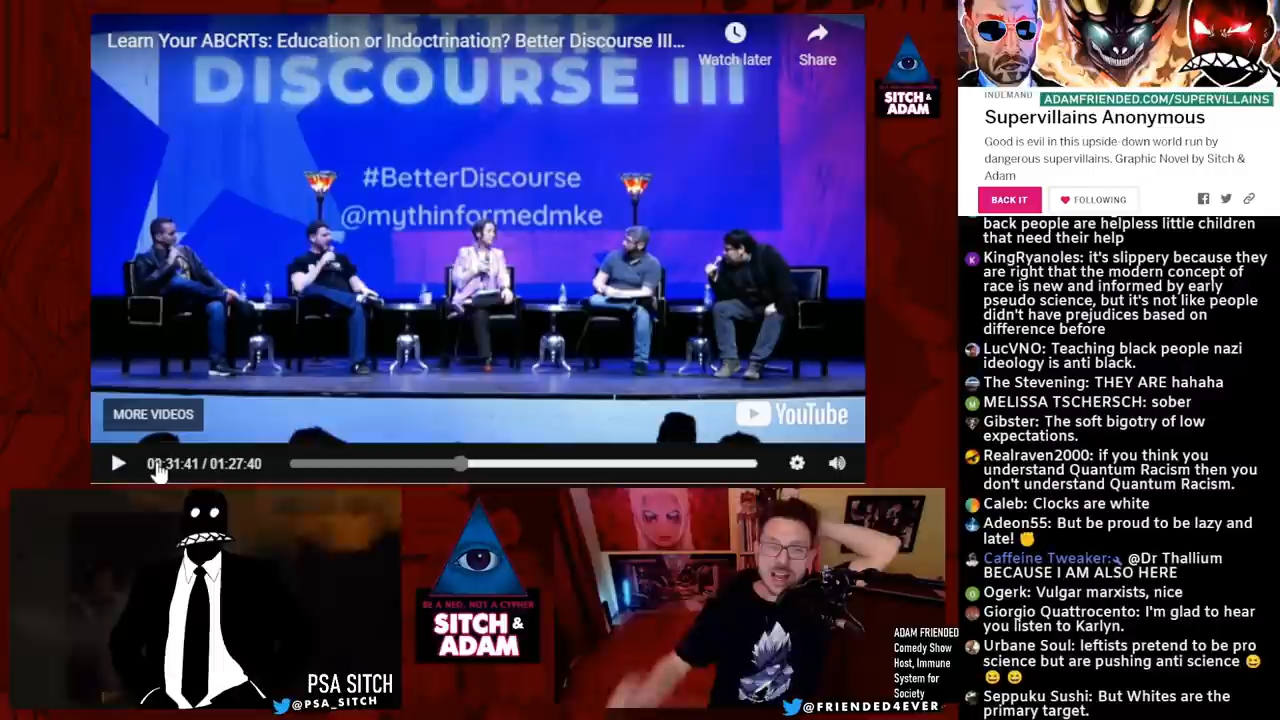 Learn Your ABCRTs: Education or Indoctrination? Better Discourse III...
Watch later
Share
BETTER
DISCOURSE III
#BetterDiscourse
@mythinformedmke
MORE VIDEOS
YouTube
31:41 / 01:27:40
SITCH &
ADAM
INDEMAND
ADAMFRIENDED.COM/SUPERVILLAINS
Supervillains Anonymous
Good is evil in this upside-down world run by
dangerous supervillains. Graphic Novel by Sitch &
Adam
BACK IT
FOLLOWING
back people are helpless little children
that need their help
KingRyanoles: it's slippery because they
are right that the modern concept of
race is new and informed by early
pseudo science, but it's not like people
didn't have prejudices based on
difference before
LucVNO: Teaching black people nazi
ideology is anti black.
The Stevening: THEY ARE hahaha
MELISSA TSCHERSCH: sober
Gibster: The soft bigotry of low
expectations.
Realraven2000: if you think you
understand Quantum Racism then you
don't understand Quantum Racism.
Caleb: Clocks are white
Adeon55: But be proud to be lazy and
late! ✊
Caffeine Tweaker:🔧 @Dr Thallium
BECAUSE I AM ALSO HERE
Ogerk: Vulgar marxists, nice
Giorgio Quattrocento: I'm glad to hear
you listen to Karlyn.
Urbane Soul: leftists pretend to be pro
science but are pushing anti science 😄
😄 😄
Seppuku Sushi: But Whites are the
primary target.
PSA SITCH
@PSA_SITCH
BE A NEO, NOT A CYPHER
SITCH &
ADAM
ADAM FRIENDED
Comedy Show
Host, Immune
System for
Society
@FRIENDED4EVER